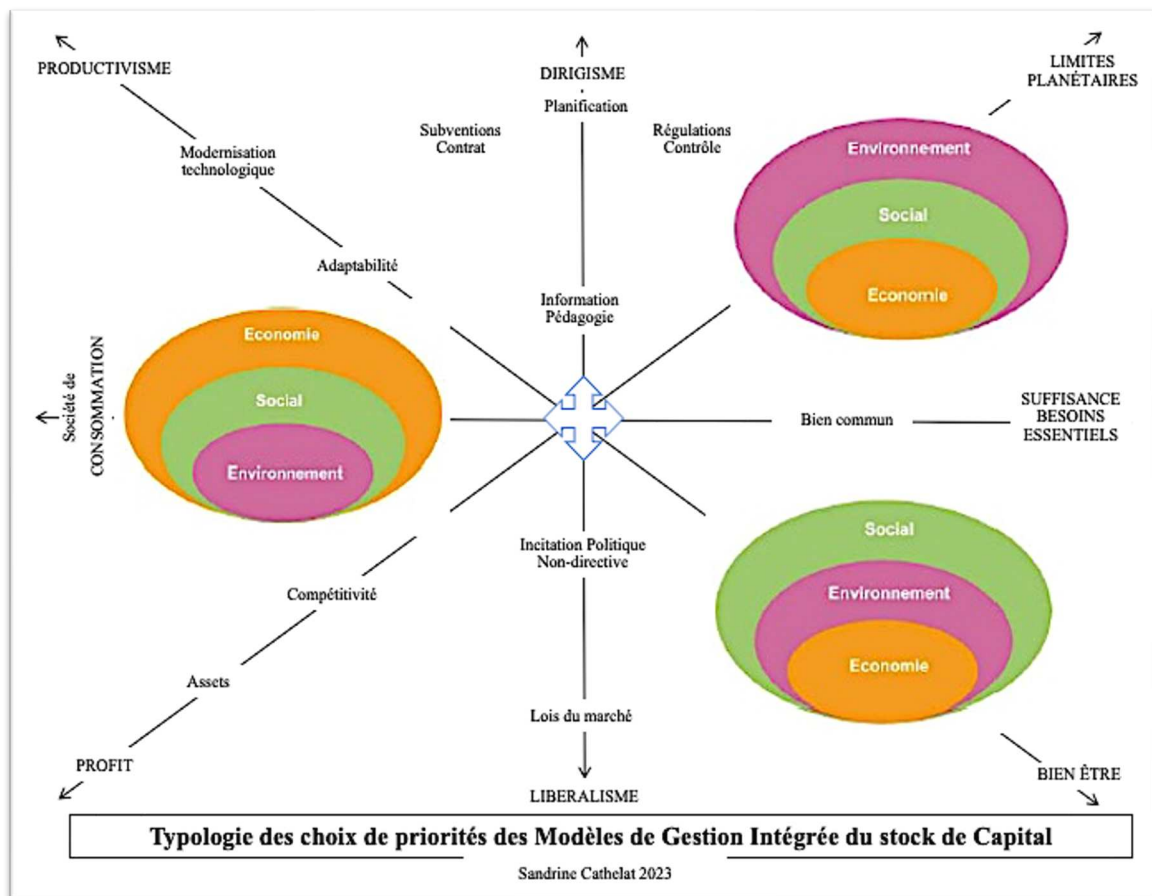 PRODUCTIVISME
DIRIGISME
Planification
LIMITES
PLANÉTAIRES
Subventions
Contrat
Régulations
Contrôle
Modernisation
technologique
Environnement
Social
Economie
Adaptabilité
Information
Pédagogie
Economie
Social
Environnement
Société de
CONSOMMATION
Bien commun
SUFFISANCE
BESOINS
ESSENTIELS
Incitation Politique
Non-directive
Social
Environnement
Economie
Compétitivité
Assets
Lois du marché
PROFIT
BIEN ÊTRE
LIBERALISME
Typologie des choix de priorités des Modèles de Gestion Intégrée du stock de Capital
Sandrine Cathelat 2023